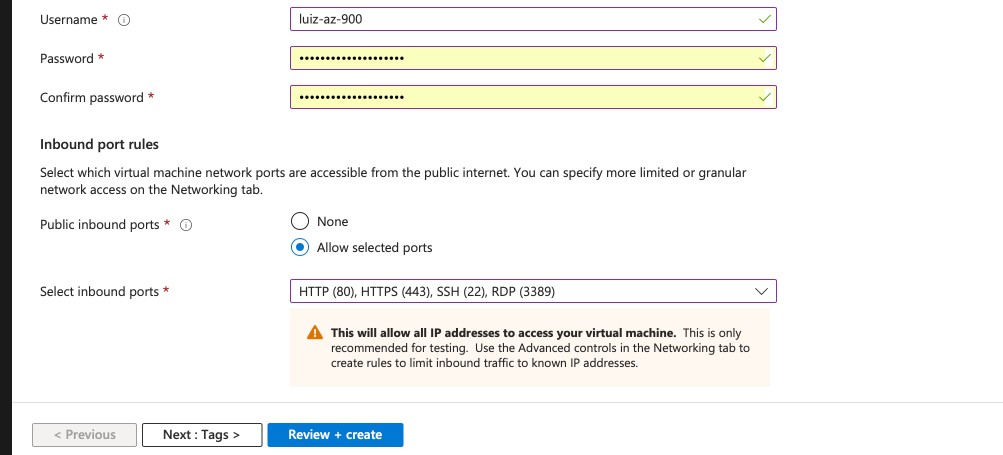 Username *
luiz-az-900
Password *
••••••••••••••••••••
Confirm password *
••••••••••••••••••••
Inbound port rules
Select which virtual machine network ports are accessible from the public internet. You can specify more limited or granular
network access on the Networking tab.
Public inbound ports *
None
Allow selected ports
Select inbound ports *
HTTP (80), HTTPS (443), SSH (22), RDP (3389)
This will allow all IP addresses to access your virtual machine. This is only
recommended for testing. Use the Advanced controls in the Networking tab to
create rules to limit inbound traffic to known IP addresses.
< Previous
Next : Tags >
Review + create